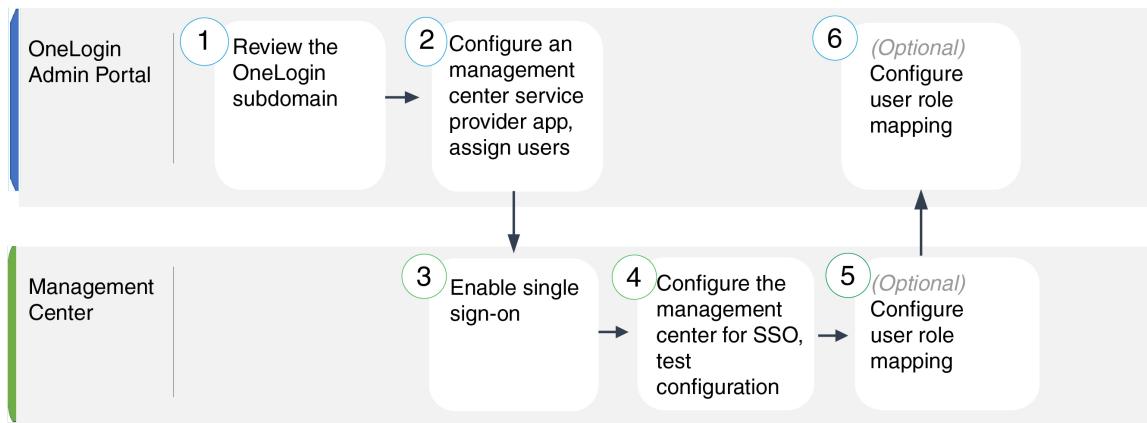 OneLogin
Admin Portal
1
Review the
OneLogin
subdomain
2
Configure an
management
center service
provider app,
assign users
6
(Optional)
Configure
user role
mapping
Management
Center
3
Enable single
sign-on
4
Configure the
management
center for SSO,
test
configuration
5
(Optional)
Configure
user role
mapping